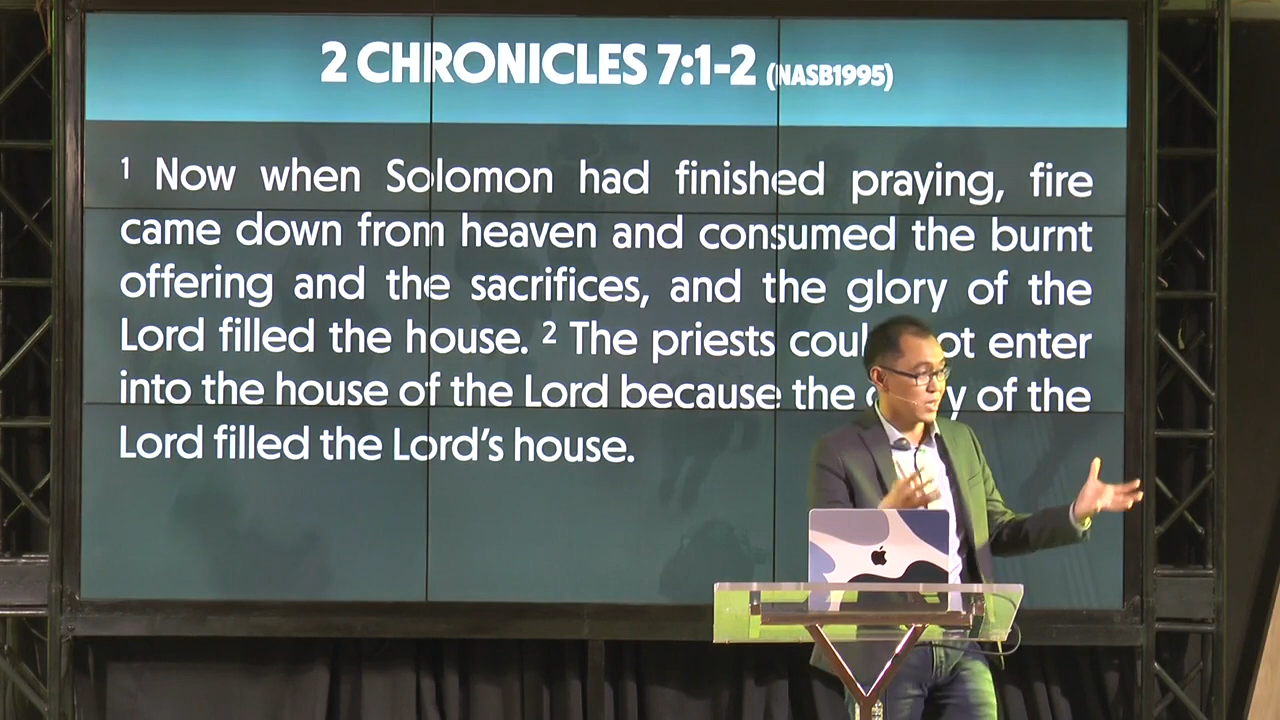 2 CHRONICLES 7:1-2 (NASB1995)
1 Now when Solomon had finished praying, fire
came down from heaven and consumed the burnt
offering and the sacrifices, and the glory of the
Lord filled the house. 2 The priests enter
into the house of the Lord because the of the
Lord filled the Lord's house.